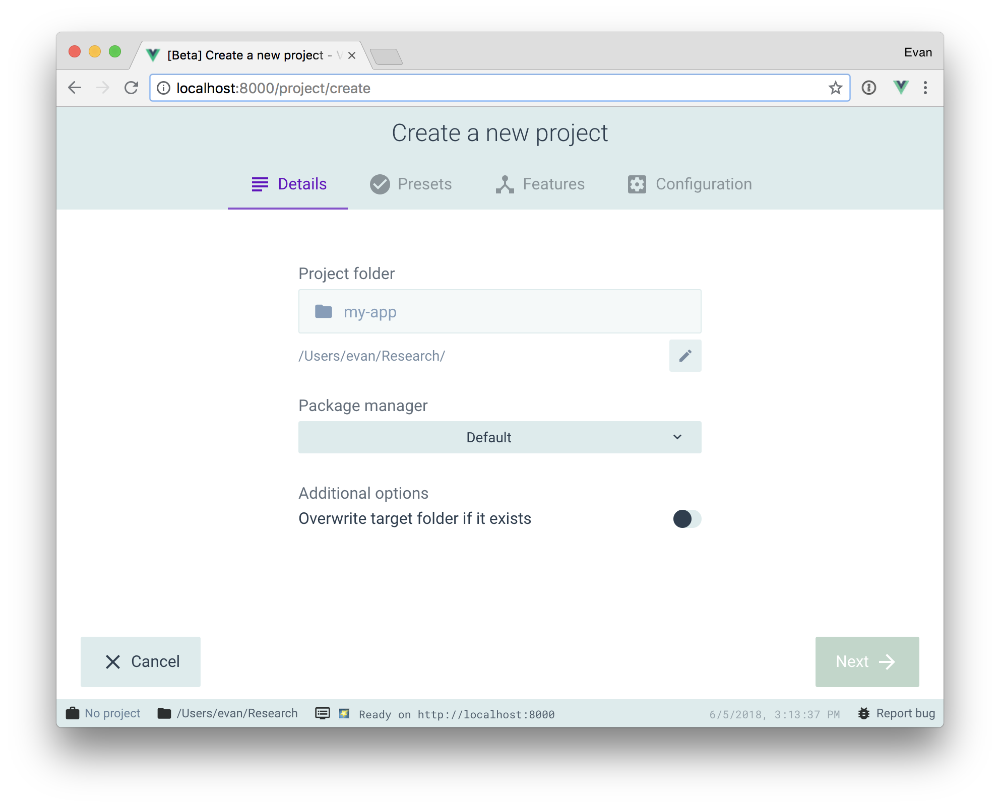 [Beta] Create a new project - V
Evan
localhost:8000/project/create
Create a new project
Details Presets Features Configuration
Project folder
my-app
/Users/evan/Research/
Package manager
Default
Additional options
Overwrite target folder if it exists
Cancel Next
No project /Users/evan/Research Ready on http://localhost:8000 6/5/2018, 3:13:37 PM Report bug